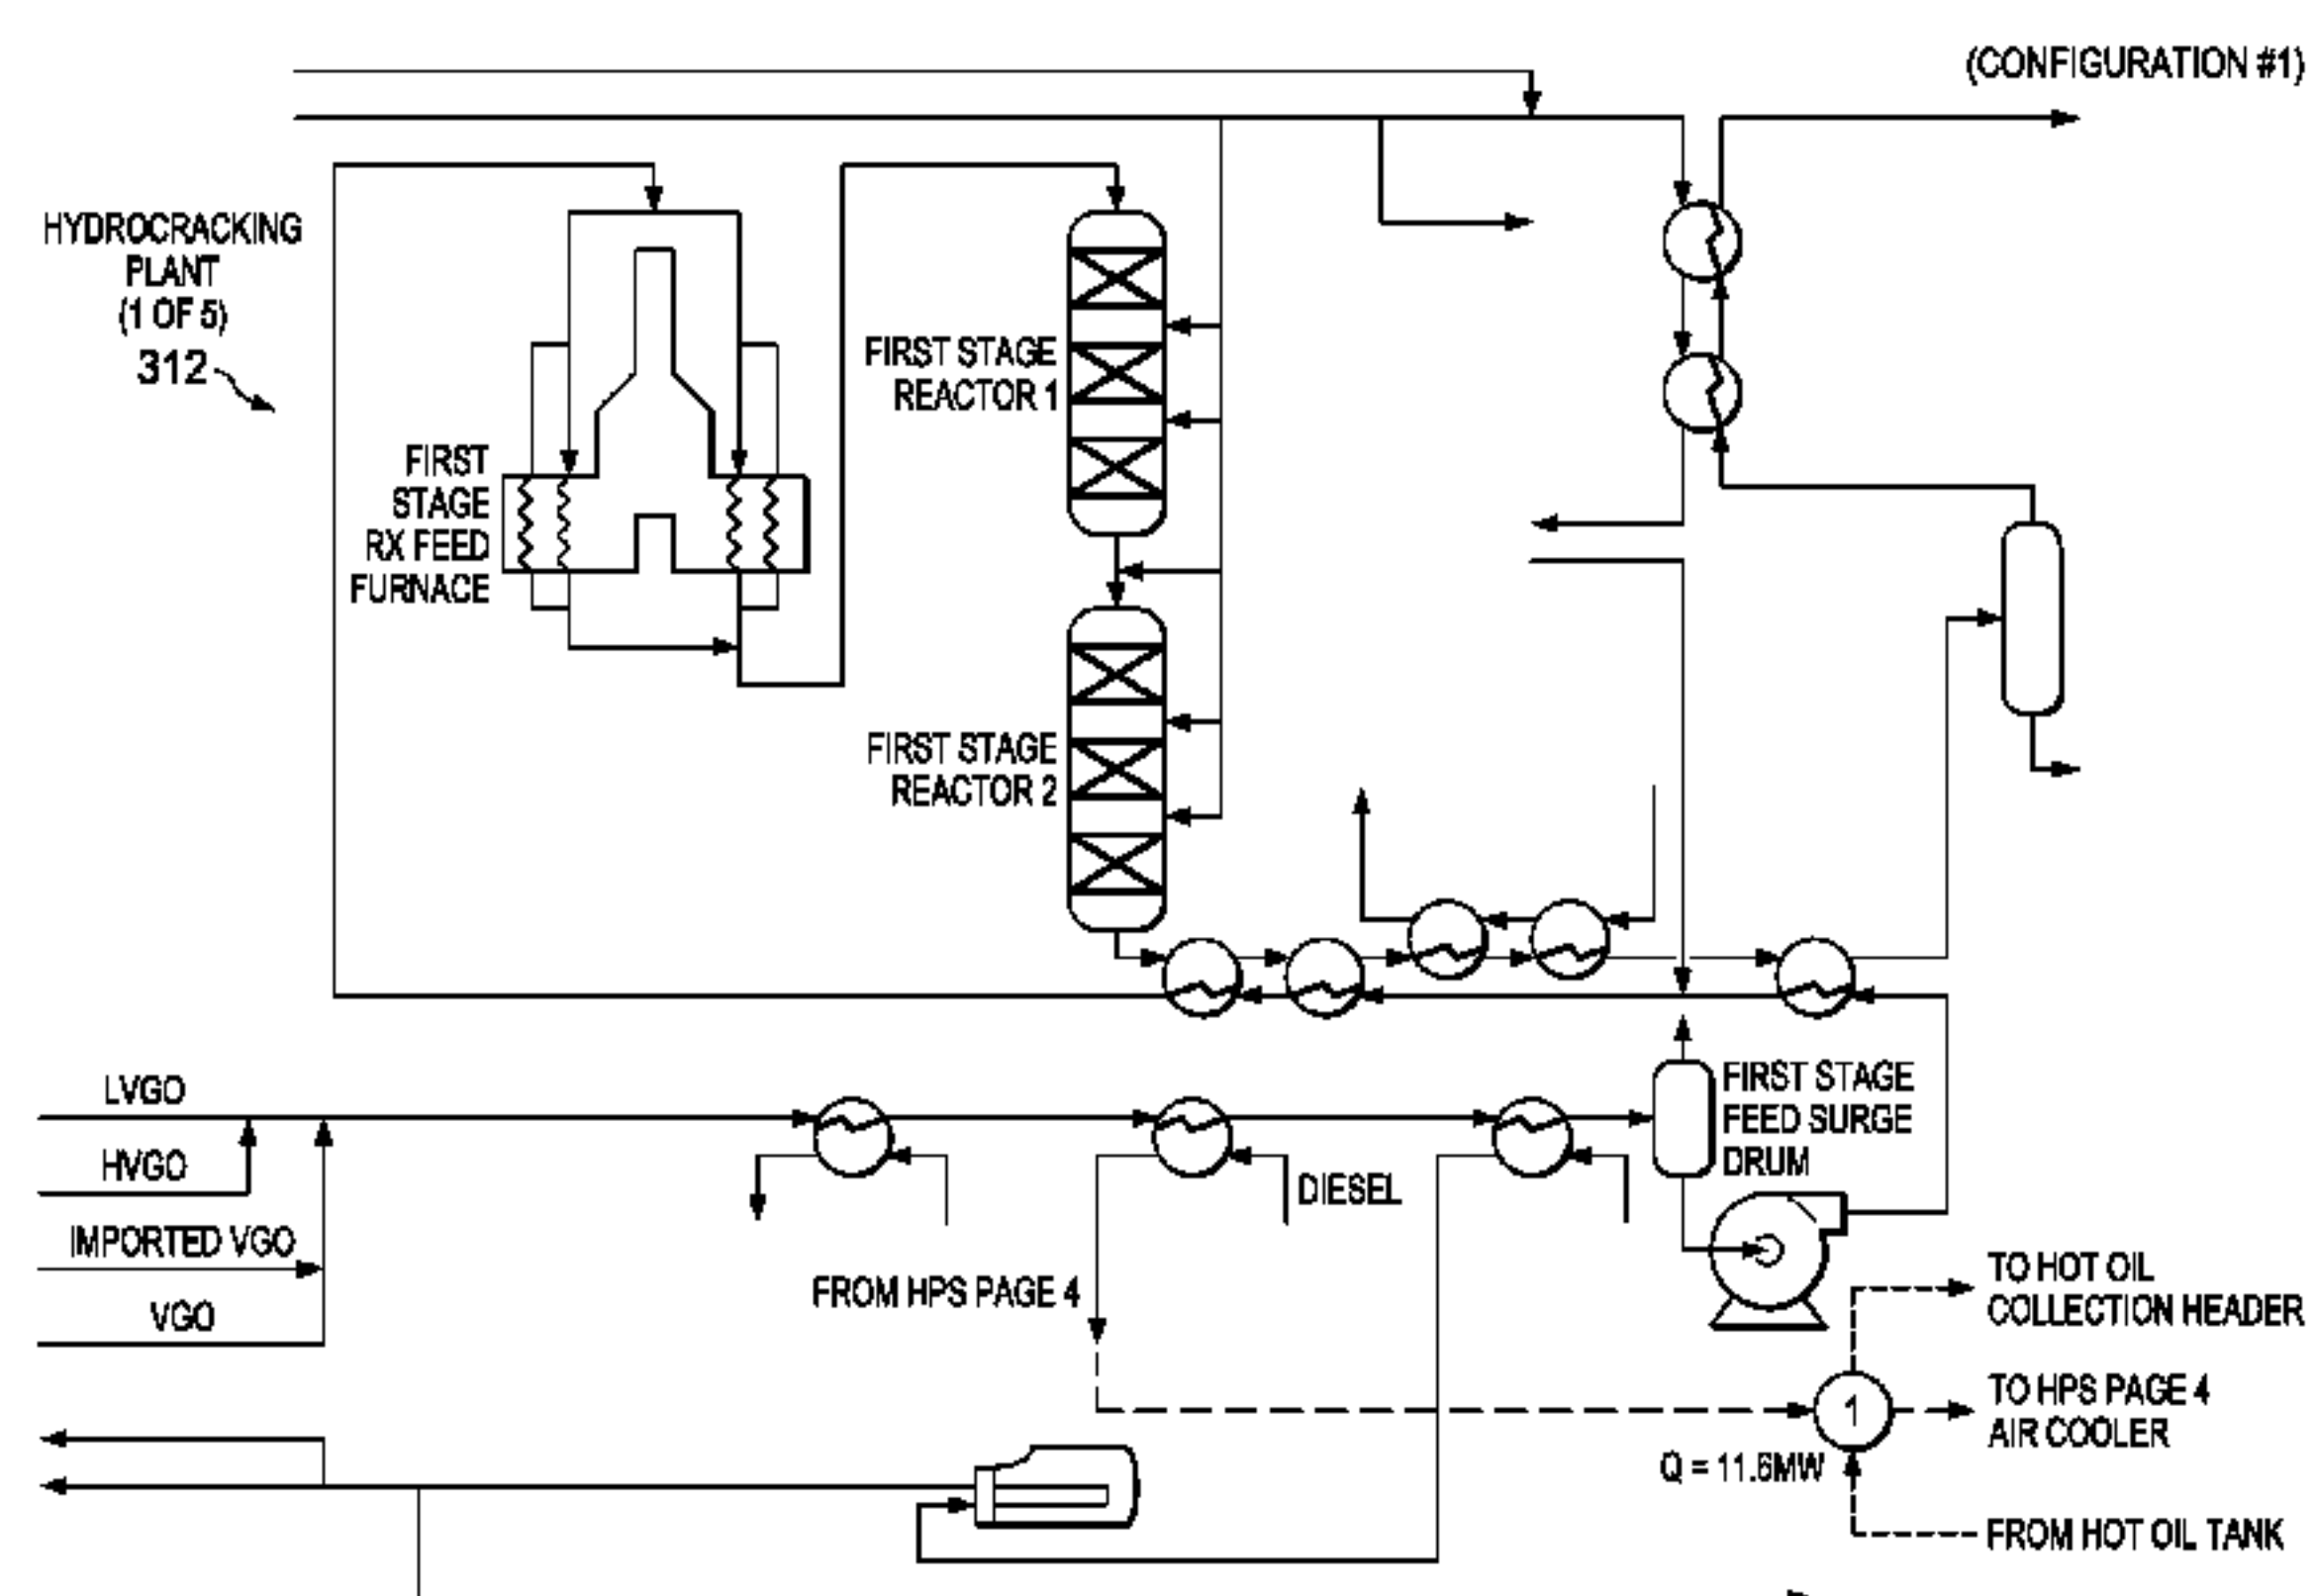 (CONFIGURATION #1)
HYDROCRACKING
PLANT
(1 OF 5)
312
FIRST STAGE
REACTOR 1
FIRST
STAGE
RX FEED
FURNACE
FIRST STAGE
REACTOR 2
LVGO
HVGO
IMPORTED VGO
VGO
DIESEL
FROM HPS PAGE 4
FIRST STAGE
FEED SURGE
DRUM
TO HOT OIL
COLLECTION HEADER
1
TO HPS PAGE 4
AIR COOLER
Q = 11.6MW
FROM HOT OIL TANK